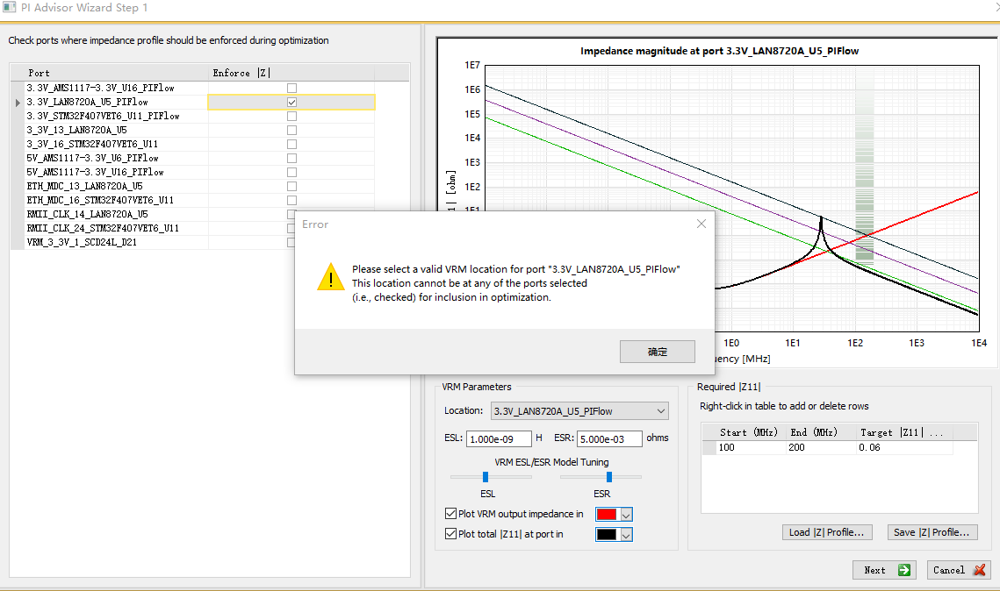 PI Advisor Wizard Step 1
Check ports where impedance profile should be enforced during optimization
Port Enforce |Z|
3.3V_AMS1117-3.3V_U16_PIFlow
3.3V_LAN8720A_U5_PIFlow
3.3V_STM32F407VET6_U11_PIFlow
3_3V_13_LAN8720A_U5
3_3V_16_STM32F407VET6_U11
5V_AMS1117-3.3V_U6_PIFlow
5V_AMS1117-3.3V_U16_PIFlow
ETH_MDC_13_LAN8720A_U5
ETH_MDC_16_STM32F407VET6_U11
RMII_CLK_14_LAN8720A_U5
RMII_CLK_24_STM32F407VET6_U11
VRM_3_3V_1_SCD24L_D21
Impedance magnitude at port 3.3V_LAN8720A_U5_PIFlow
1E7
1E6
1E5
1E4
1E3
1E2
1E1
[ohm]
Error
Please select a valid VRM location for port "3.3V_LAN8720A_U5_PIFlow"
This location cannot be at any of the ports selected
(i.e., checked) for inclusion in optimization.
确定
1E0 1E1 1E2 1E3 1E4
uency [MHz]
VRM Parameters
Location: 3.3V_LAN8720A_U5_PIFlow
ESL: 1.000e-09 H ESR: 5.000e-03 ohms
VRM ESL/ESR Model Tuning
ESL ESR
Plot VRM output impedance in
Plot total |Z11| at port in
Required |Z11|
Right-click in table to add or delete rows
Start (MHz) End (MHz) Target |Z11| ...
100 200 0.06
Load |Z| Profile... Save |Z| Profile...
Next Cancel